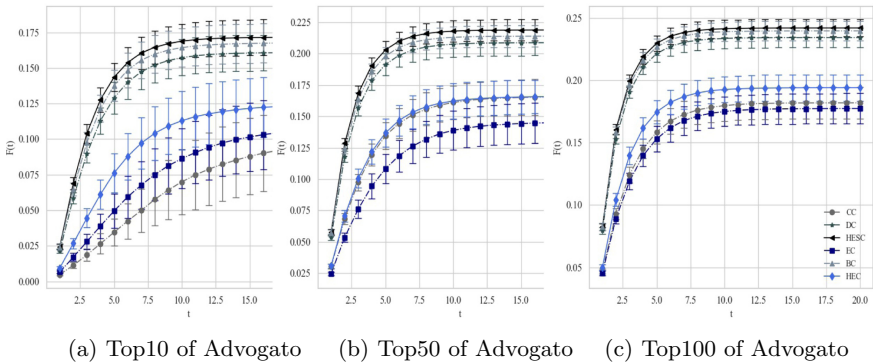 0.175
0.150
0.125
0.100
0.075
0.050
0.025
0.000
F(t)
2.5 5.0 7.5 10.0 12.5 15.0
t
0.225
0.200
0.175
0.150
0.125
0.100
0.075
0.050
0.025
F(t)
2.5 5.0 7.5 10.0 12.5 15.0
t
0.25
0.20
0.15
0.10
0.05
F(t)
2.5 5.0 7.5 10.0 12.5 15.0 17.5 20.0
t
CC
DC
HESC
EC
BC
HEC
(a) Top10 of Advogato (b) Top50 of Advogato (c) Top100 of Advogato